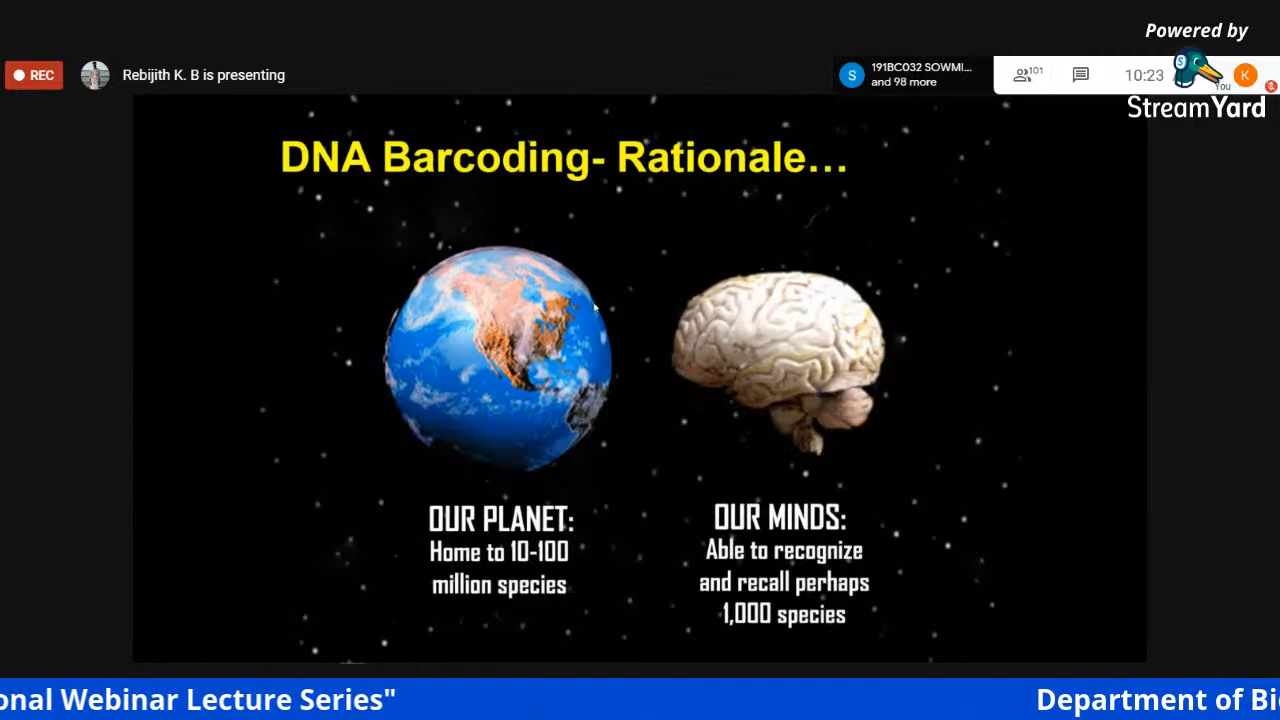 Powered by
StreamYard
REC
Rebijith K. B is presenting
S
191BC032 SOWMI...
and 98 more
101
10:23
You
K
DNA Barcoding- Rationale...
OUR PLANET:
Home to 10-100
million species
OUR MINDS:
Able to recognize
and recall perhaps
1,000 species
onal Webinar Lecture Series"
Department of Bi